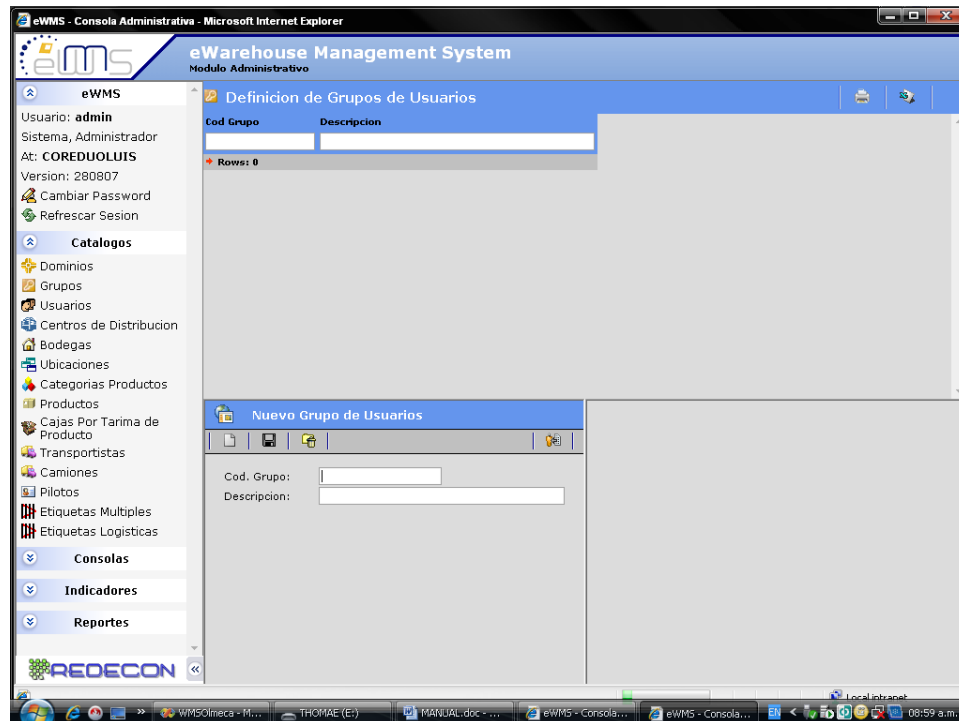 eWMS - Consola Administrativa - Microsoft Internet Explorer
eWMS
eWarehouse Management System
Modulo Administrativo
eWMS
Usuario: admin
Sistema, Administrador
At: COREDUOLUIS
Version: 280807
Cambiar Password
Refrescar Sesion
Catalogos
Dominios
Grupos
Usuarios
Centros de Distribucion
Bodegas
Ubicaciones
Categorias Productos
Productos
Cajas Por Tarima de
Producto
Transportistas
Camiones
Pilotos
Etiquetas Multiples
Etiquetas Logisticas
Consolas
Indicadores
Reportes
REDECON
Definicion de Grupos de Usuarios
Cod Grupo Descripcion
Rows: 0
Nuevo Grupo de Usuarios
Cod. Grupo:
Descripcion:
Local intranet
WMSOlmeca - M... THOMAE (E:) MANUAL.doc - ... eWMS - Consola... eWMS - Consola... EN 08:59 a.m.